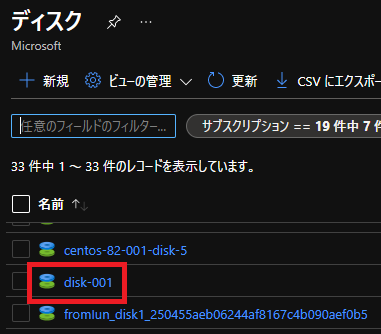 ディスク
Microsoft
新規 ビューの管理 更新 CSV にエクスポー
任意のフィールドのフィルター... サブスクリプション == 19 件中 7 件
33 件中 1 ～ 33 件のレコードを表示しています。
名前
centos-82-001-disk-5
disk-001
fromlun_disk1_250455aeb06244af8167c4b090aef0b5